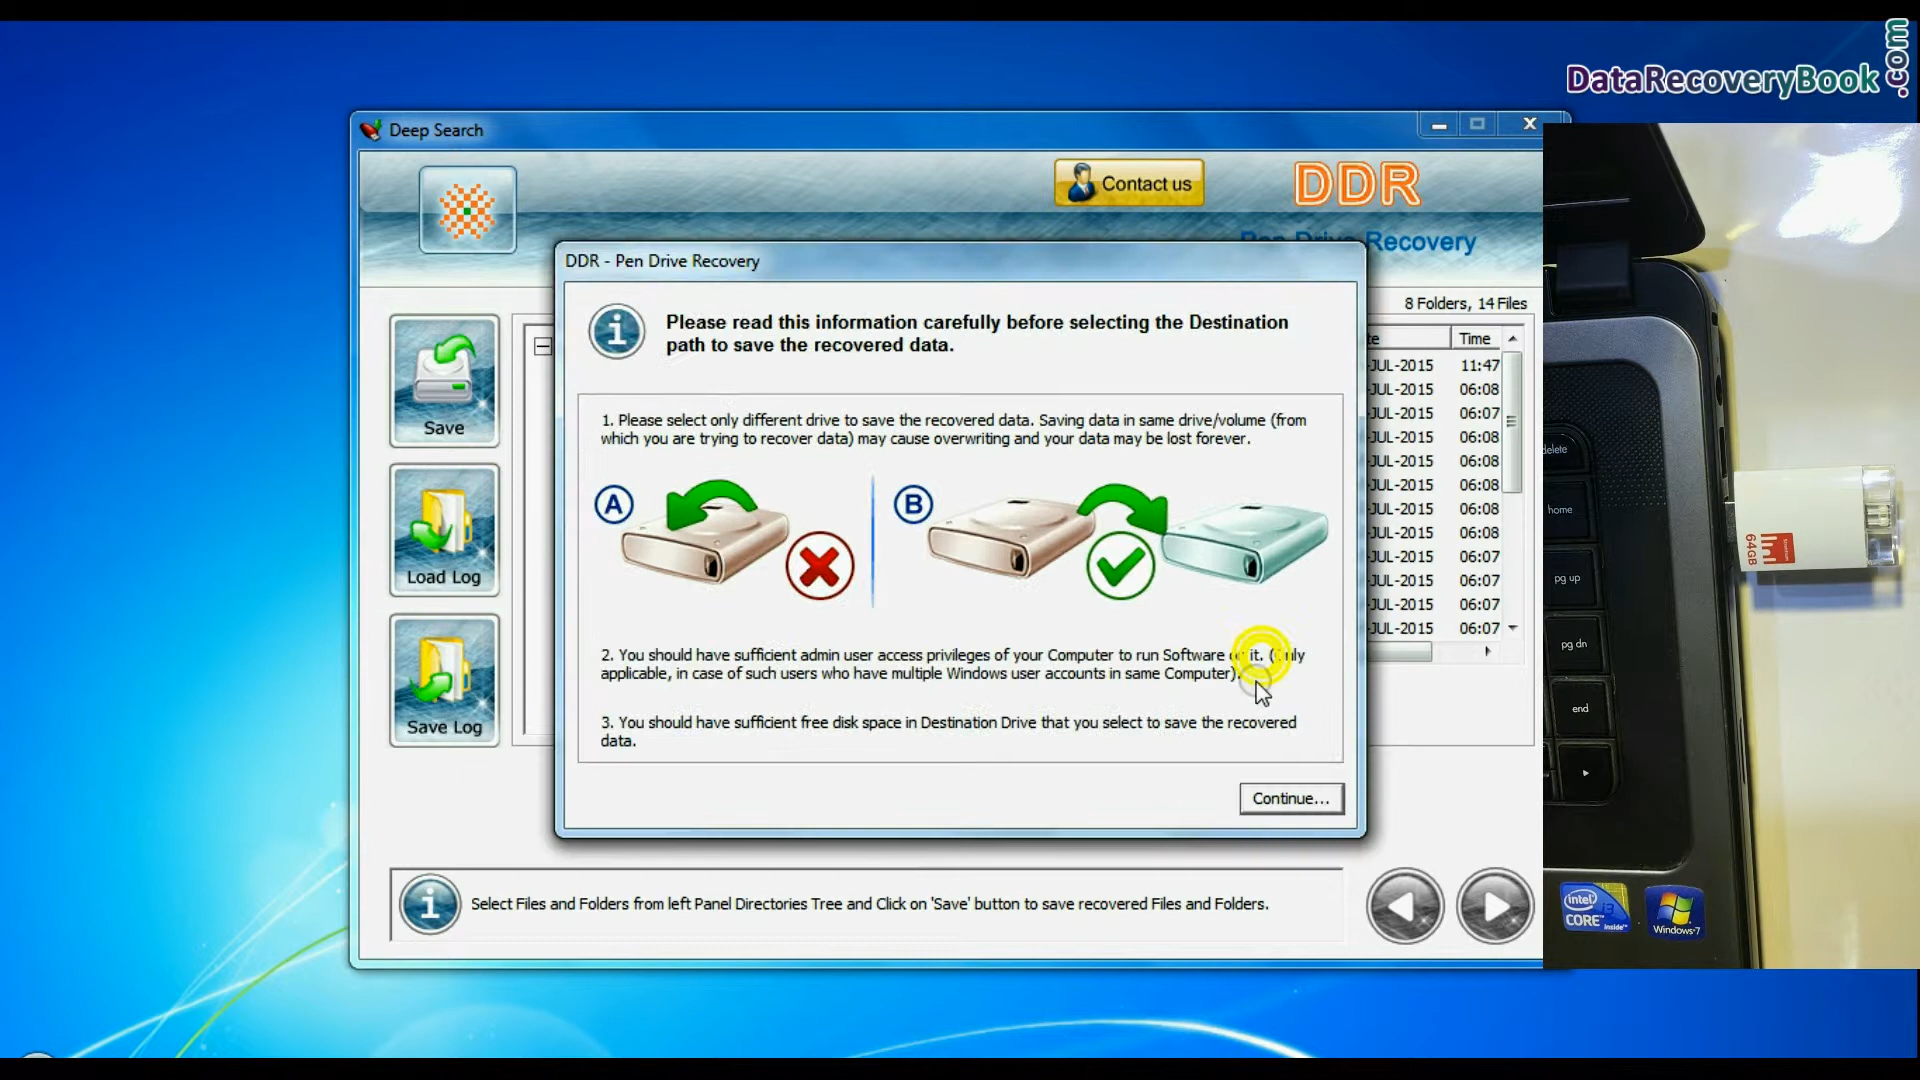 DataRecoveryBook.com
Deep Search
Contact us
DDR
Pen Drive Recovery
DDR - Pen Drive Recovery
8 Folders, 14 Files
Please read this information carefully before selecting the Destination
path to save the recovered data.
Time
-JUL-2015 11:47
-JUL-2015 06:08
-JUL-2015 06:07
-JUL-2015 06:08
-JUL-2015 06:08
-JUL-2015 06:08
-JUL-2015 06:08
-JUL-2015 06:08
-JUL-2015 06:07
-JUL-2015 06:07
-JUL-2015 06:07
-JUL-2015 06:07
1. Please select only different drive to save the recovered data. Saving data in same drive/volume (from
which you are trying to recover data) may cause overwriting and your data may be lost forever.
A
B
2. You should have sufficient admin user access privileges of your Computer to run Software on it. (Only
applicable, in case of such users who have multiple Windows user accounts in same Computer).
3. You should have sufficient free disk space in Destination Drive that you select to save the recovered
data.
Continue...
Save
Load Log
Save Log
Select Files and Folders from left Panel Directories Tree and Click on 'Save' button to save recovered Files and Folders.
delete
home
pg up
pg dn
end
64GB
intel
CORE i3
inside
Windows 7